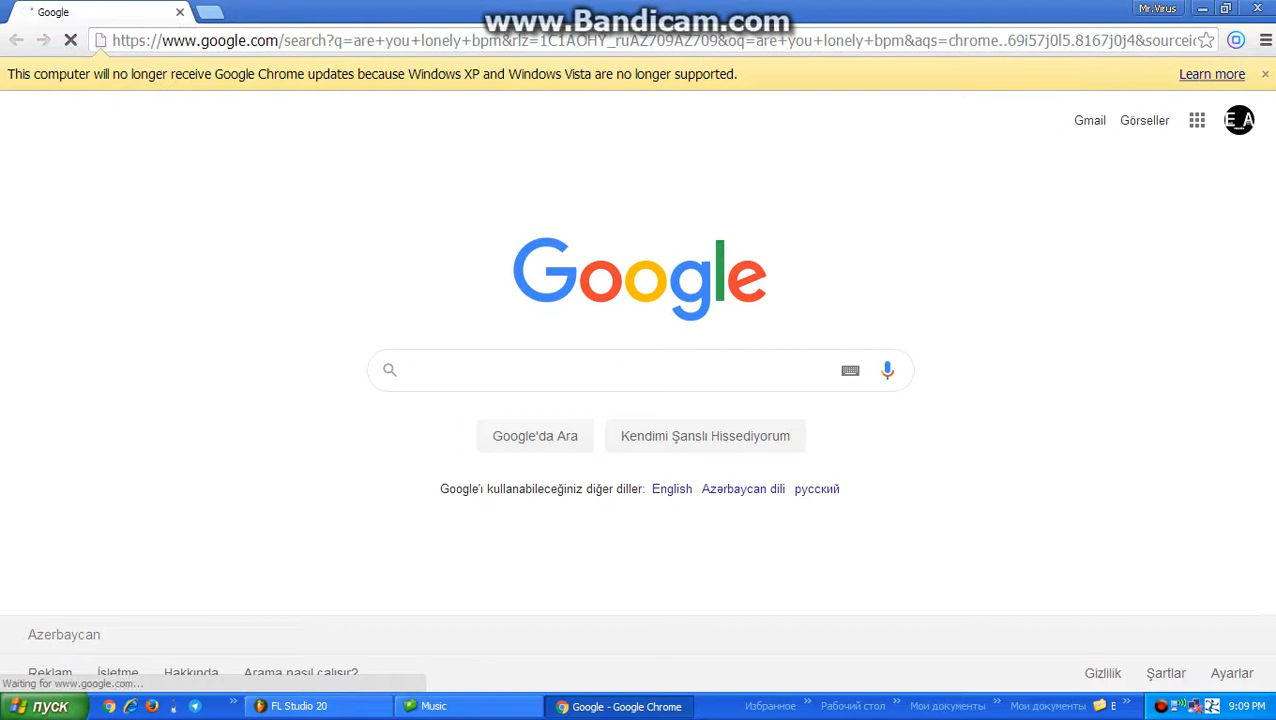 Google
www.Bandicam.com
Mr.Virus
https://www.google.com/search?q=are+you+lonely+bpm&rlz=1C1AOHY_ruAZ709AZ709&oq=are+you+lonely+bpm&aqs=chrome..69i57j0l5.8167j0j4&sourceic
This computer will no longer receive Google Chrome updates because Windows XP and Windows Vista are no longer supported.
Learn more
Gmail
Görseller
E A
Google
Google'da Ara
Kendimi Şanslı Hissediyorum
Google'ı kullanabileceğiniz diğer diller: English Azərbaycan dili русский
Azerbaycan
Reklam İşletme Hakkında Arama nasıl çalışır? Gizlilik Şartlar Ayarlar
Waiting for www.google.com...
пуск
FL Studio 20
Music
Google - Google Chrome
Избранное
Рабочий стол
Мои документы
Мои документы
E
9:09 PM